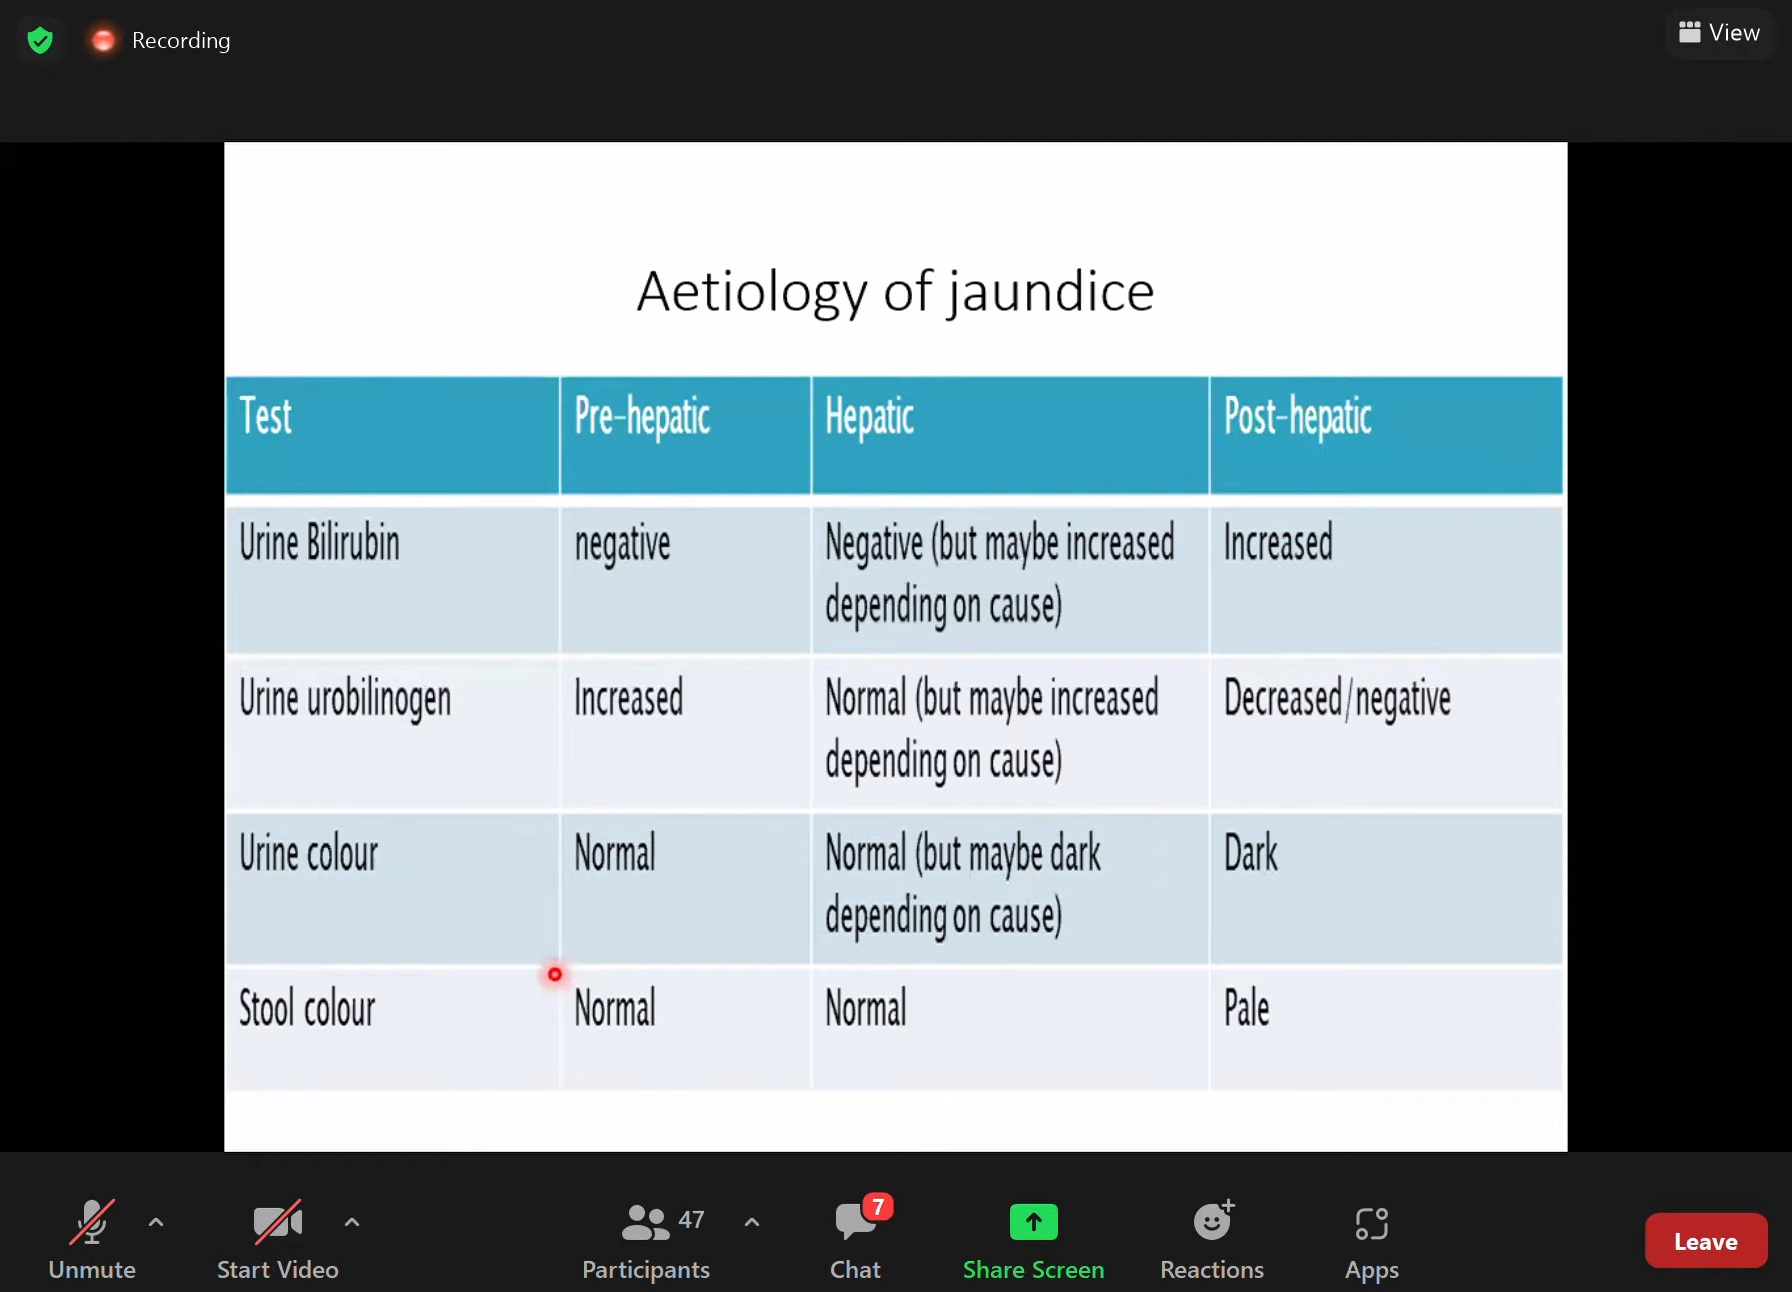 Recording
View
Aetiology of jaundice
Test
Pre-hepatic
Hepatic
Post-hepatic
Urine Bilirubin
negative
Negative (but maybe increased
depending on cause)
Increased
Urine urobilinogen
Increased
Normal (but maybe increased
depending on cause)
Decreased/negative
Urine colour
Normal
Normal (but maybe dark
depending on cause)
Dark
Stool colour
Normal
Normal
Pale
47
7
Unmute
Start Video
Participants
Chat
Share Screen
Reactions
Apps
Leave